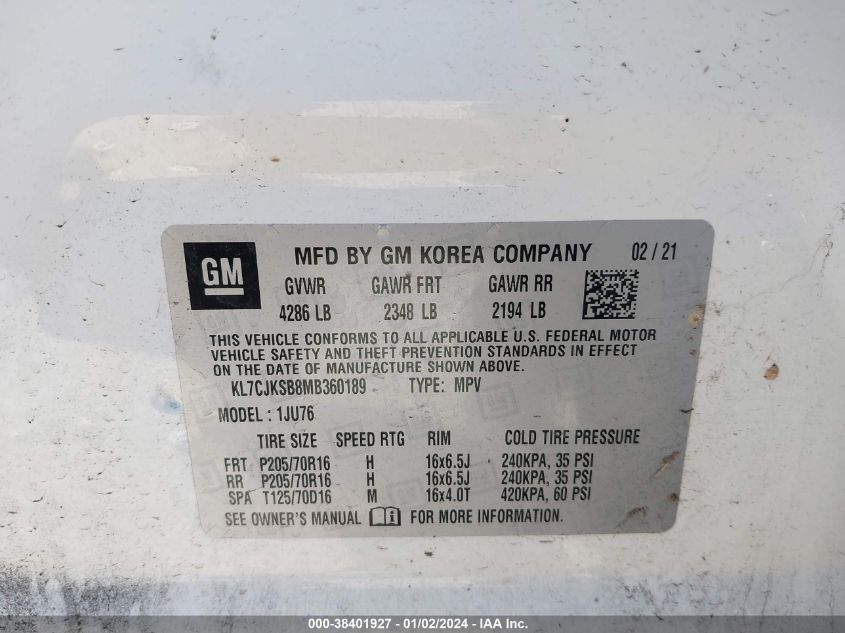 GM
MFD BY GM KOREA COMPANY 02 / 21
GVWR GAWR FRT GAWR RR
4286 LB 2348 LB 2194 LB
THIS VEHICLE CONFORMS TO ALL APPLICABLE U.S. FEDERAL MOTOR
VEHICLE SAFETY AND THEFT PREVENTION STANDARDS IN EFFECT
ON THE DATE OF MANUFACTURE SHOWN ABOVE.
KL7CJKSB8MB360189 TYPE: MPV
MODEL : 1JU76
TIRE SIZE SPEED RTG RIM COLD TIRE PRESSURE
FRT P205/70R16 H 16x6.5J 240KPA, 35 PSI
RR P205/70R16 H 16x6.5J 240KPA, 35 PSI
SPA T125/70D16 M 16x4.0T 420KPA, 60 PSI
SEE OWNER'S MANUAL FOR MORE INFORMATION.
000-38401927 - 01/02/2024 - IAA Inc.